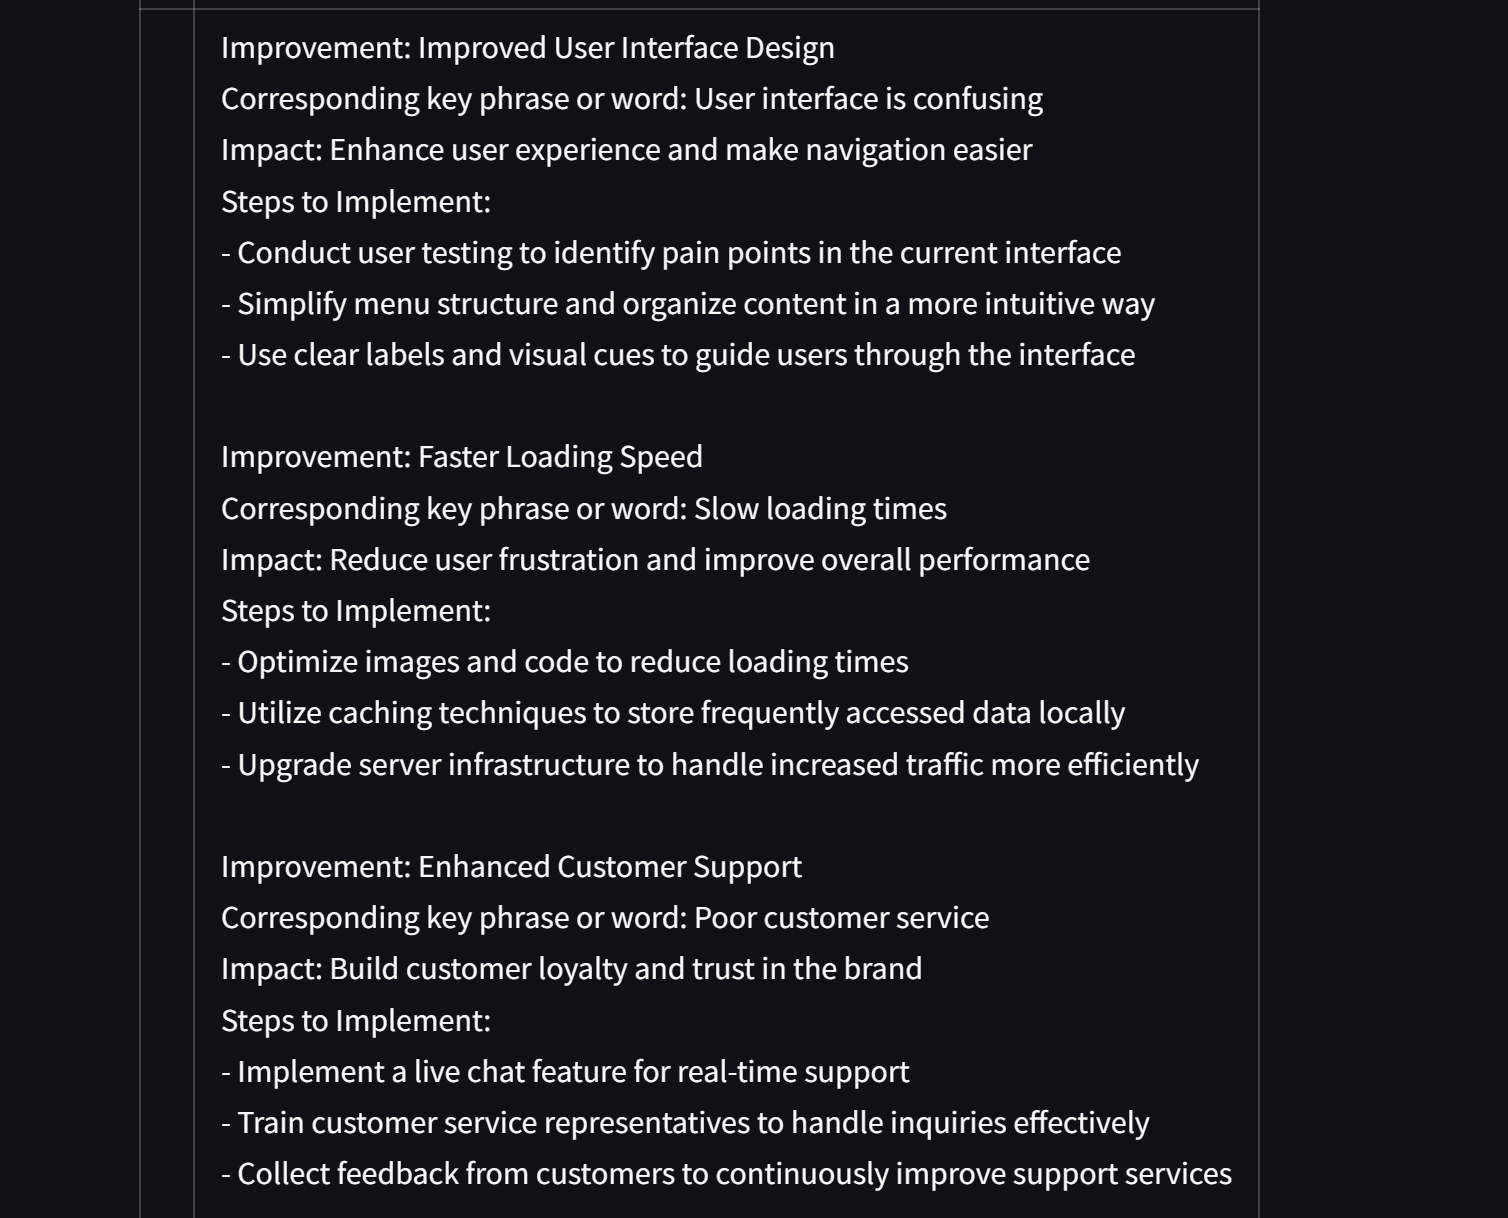 Improvement: Improved User Interface Design
Corresponding key phrase or word: User interface is confusing
Impact: Enhance user experience and make navigation easier
Steps to Implement:
- Conduct user testing to identify pain points in the current interface
- Simplify menu structure and organize content in a more intuitive way
- Use clear labels and visual cues to guide users through the interface
Improvement: Faster Loading Speed
Corresponding key phrase or word: Slow loading times
Impact: Reduce user frustration and improve overall performance
Steps to Implement:
- Optimize images and code to reduce loading times
- Utilize caching techniques to store frequently accessed data locally
- Upgrade server infrastructure to handle increased traffic more efficiently
Improvement: Enhanced Customer Support
Corresponding key phrase or word: Poor customer service
Impact: Build customer loyalty and trust in the brand
Steps to Implement:
- Implement a live chat feature for real-time support
- Train customer service representatives to handle inquiries effectively
- Collect feedback from customers to continuously improve support services